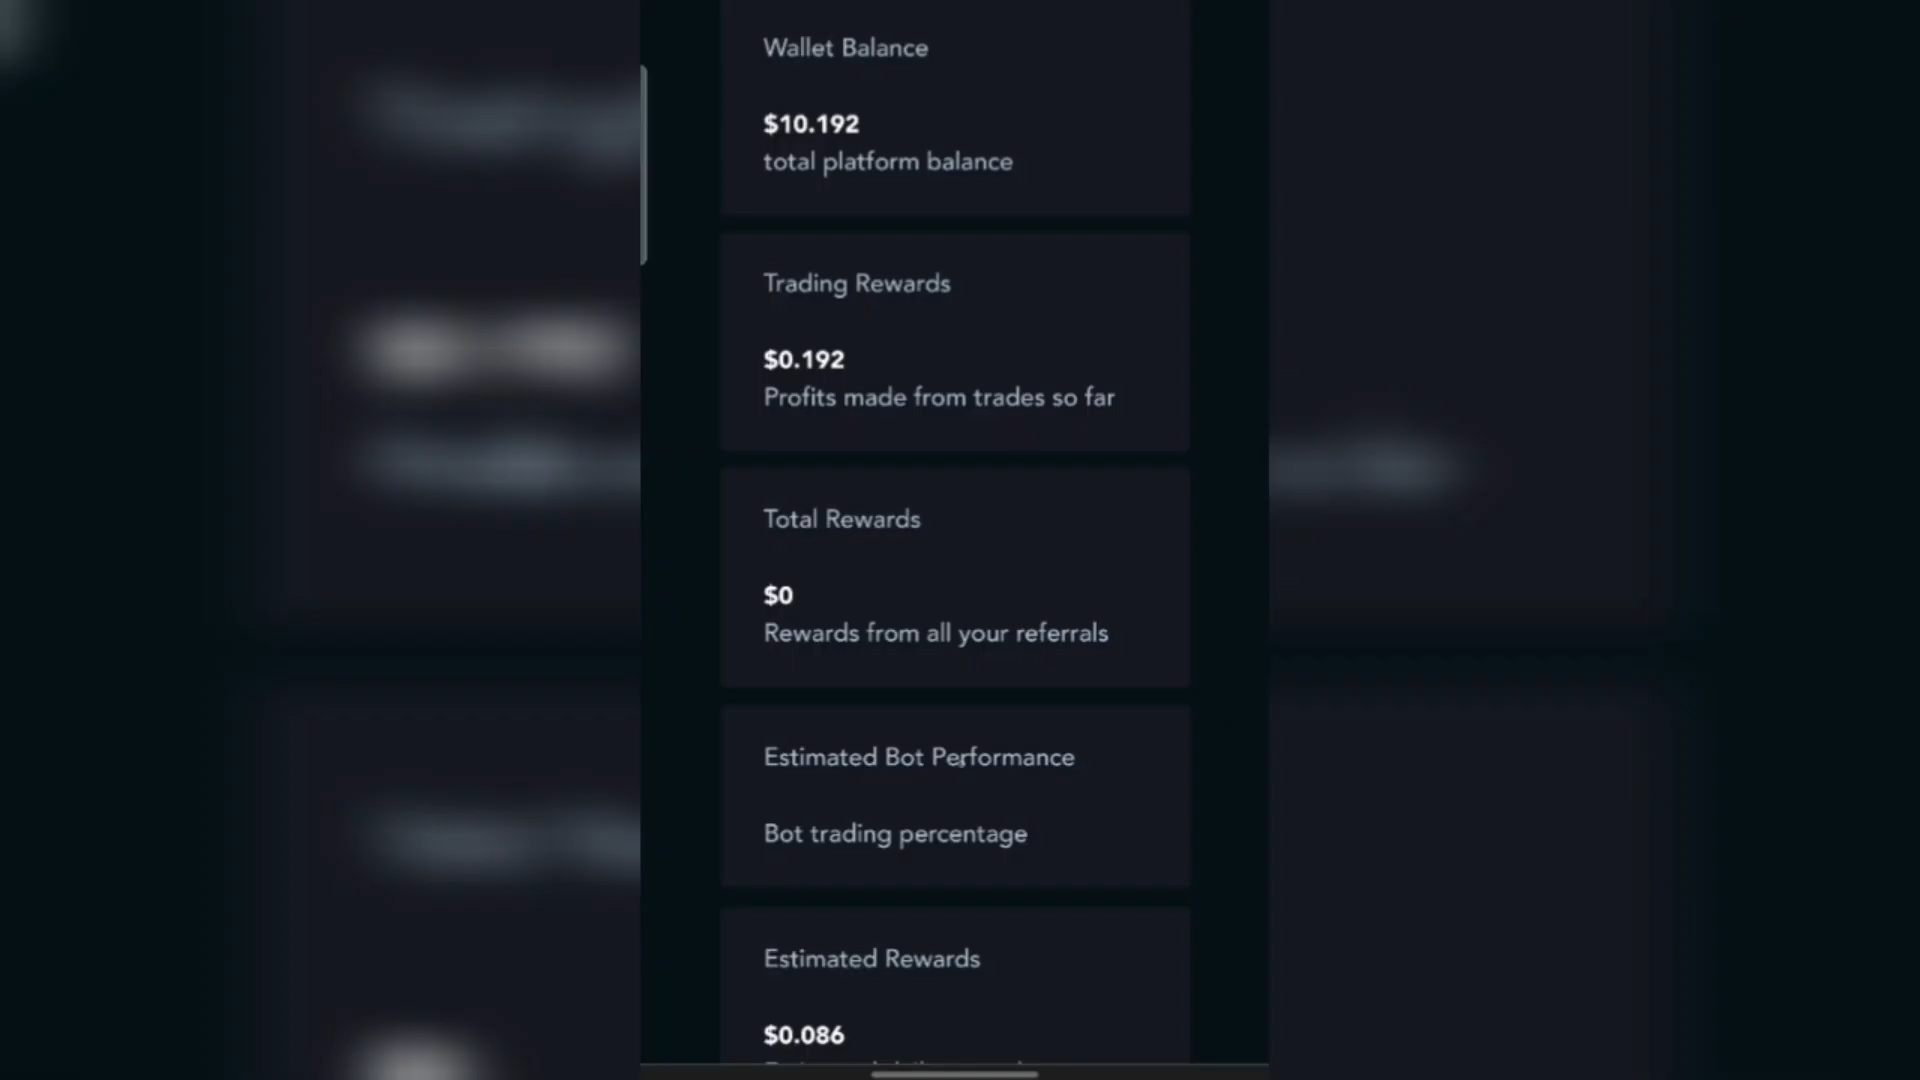 Wallet Balance
$10.192
total platform balance
Trading Rewards
$0.192
Profits made from trades so far
Total Rewards
$0
Rewards from all your referrals
Estimated Bot Performance
Bot trading percentage
Estimated Rewards
$0.086